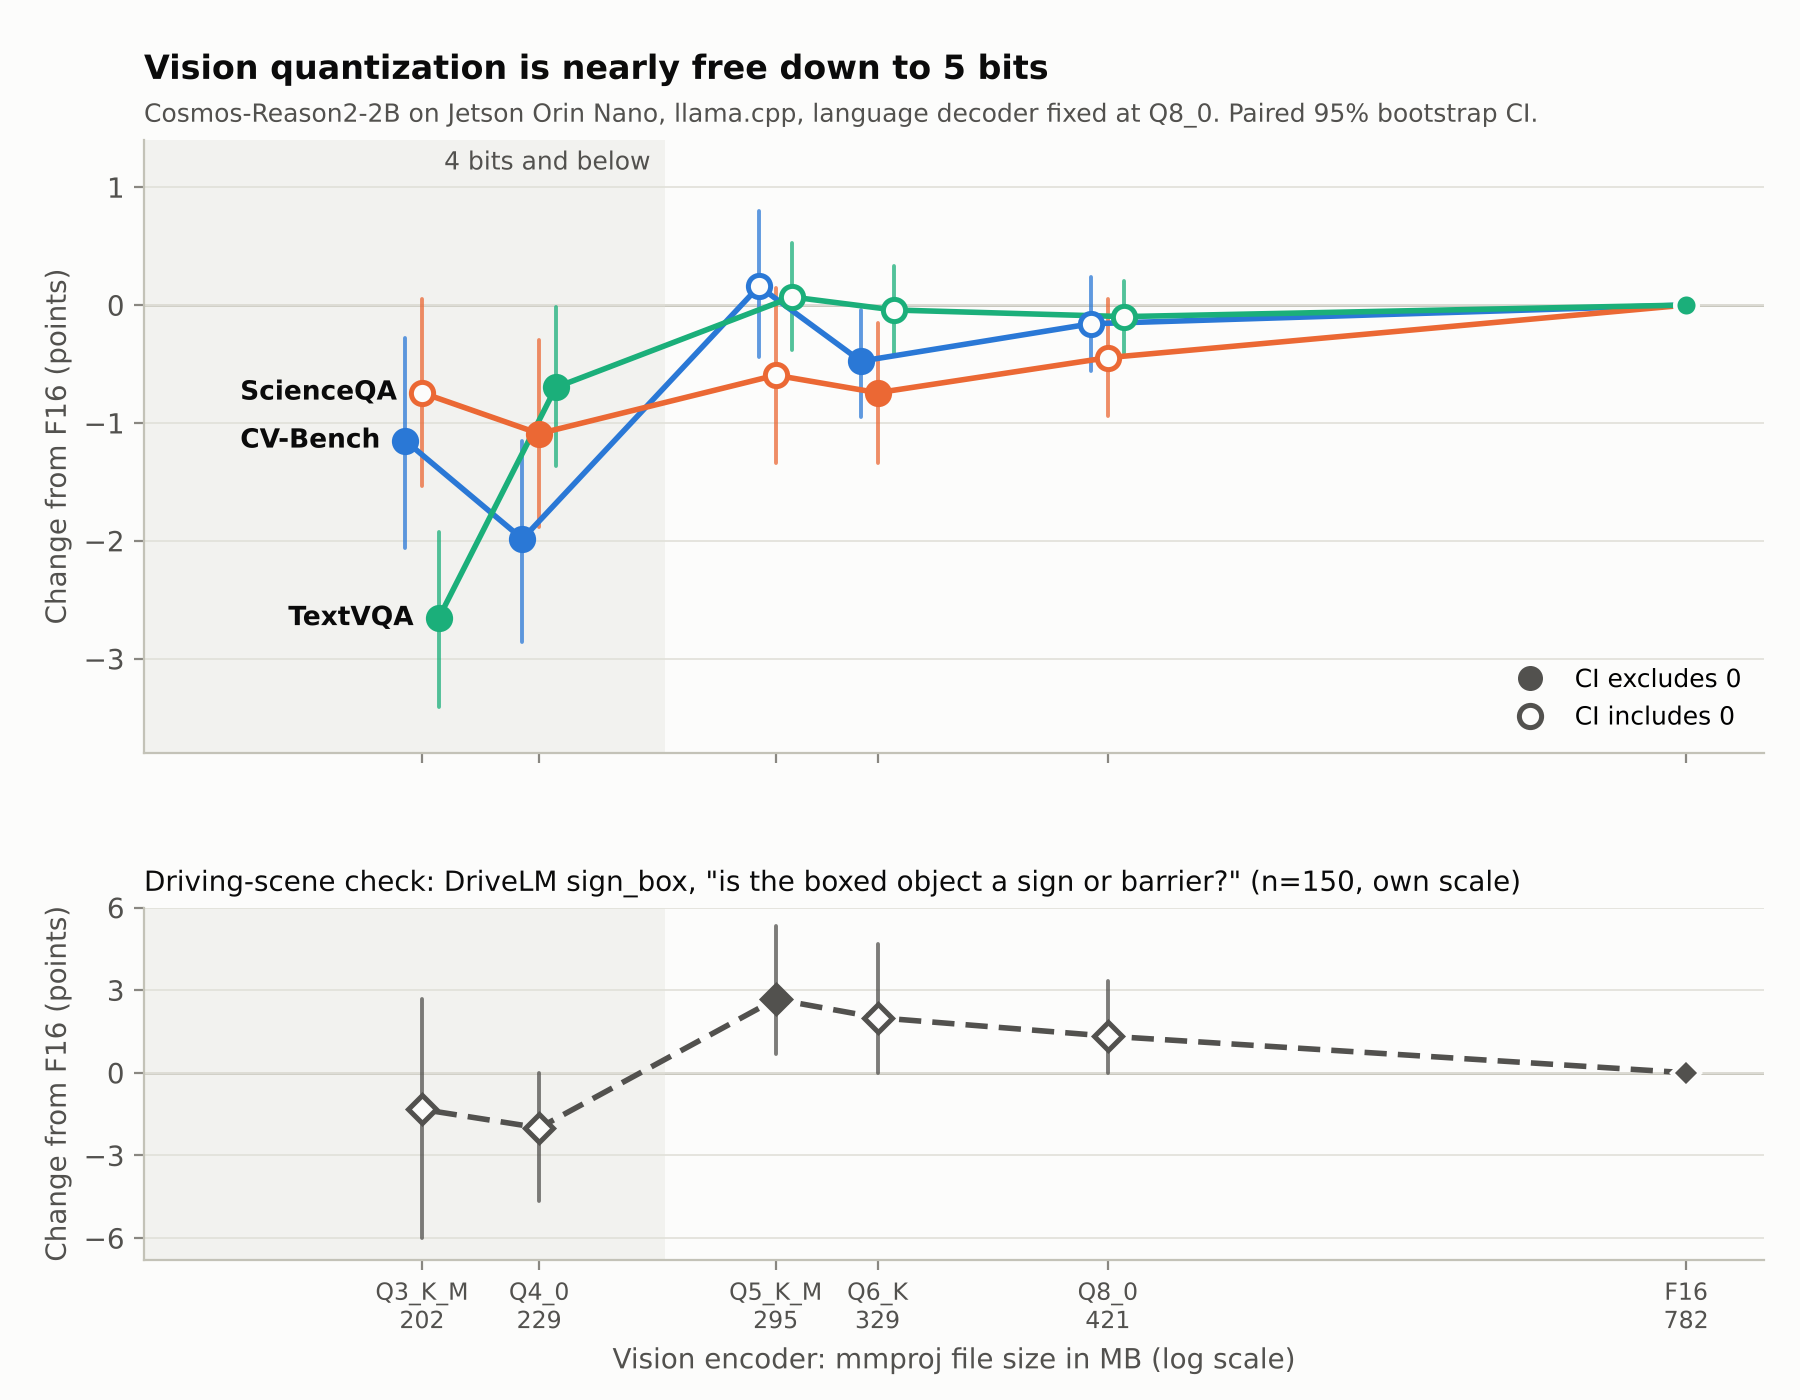 Vision quantization is nearly free down to 5 bits
Cosmos-Reason2-2B on Jetson Orin Nano, llama.cpp, language decoder fixed at Q8_0. Paired 95% bootstrap CI.
4 bits and below
Change from F16 (points)
1
0
−1
−2
−3
ScienceQA
CV-Bench
TextVQA
CI excludes 0
CI includes 0
Driving-scene check: DriveLM sign_box, "is the boxed object a sign or barrier?" (n=150, own scale)
Change from F16 (points)
6
3
0
−3
−6
Q3_K_M Q4_0 Q5_K_M Q6_K Q8_0 F16
202 229 295 329 421 782
Vision encoder: mmproj file size in MB (log scale)